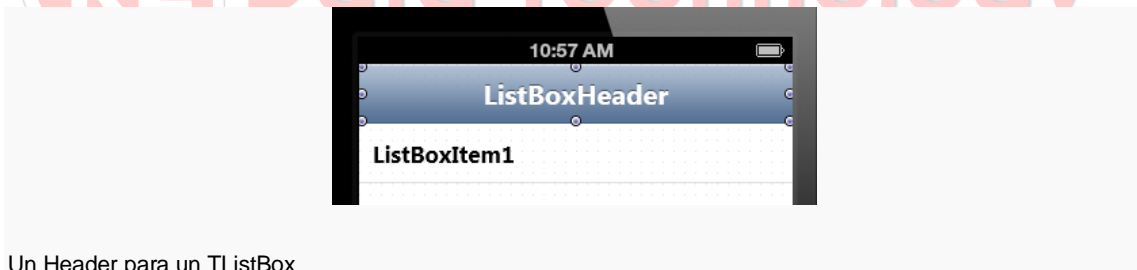 10:57 AM
ListBoxHeader
ListBoxItem1
Un Header para un TListBox